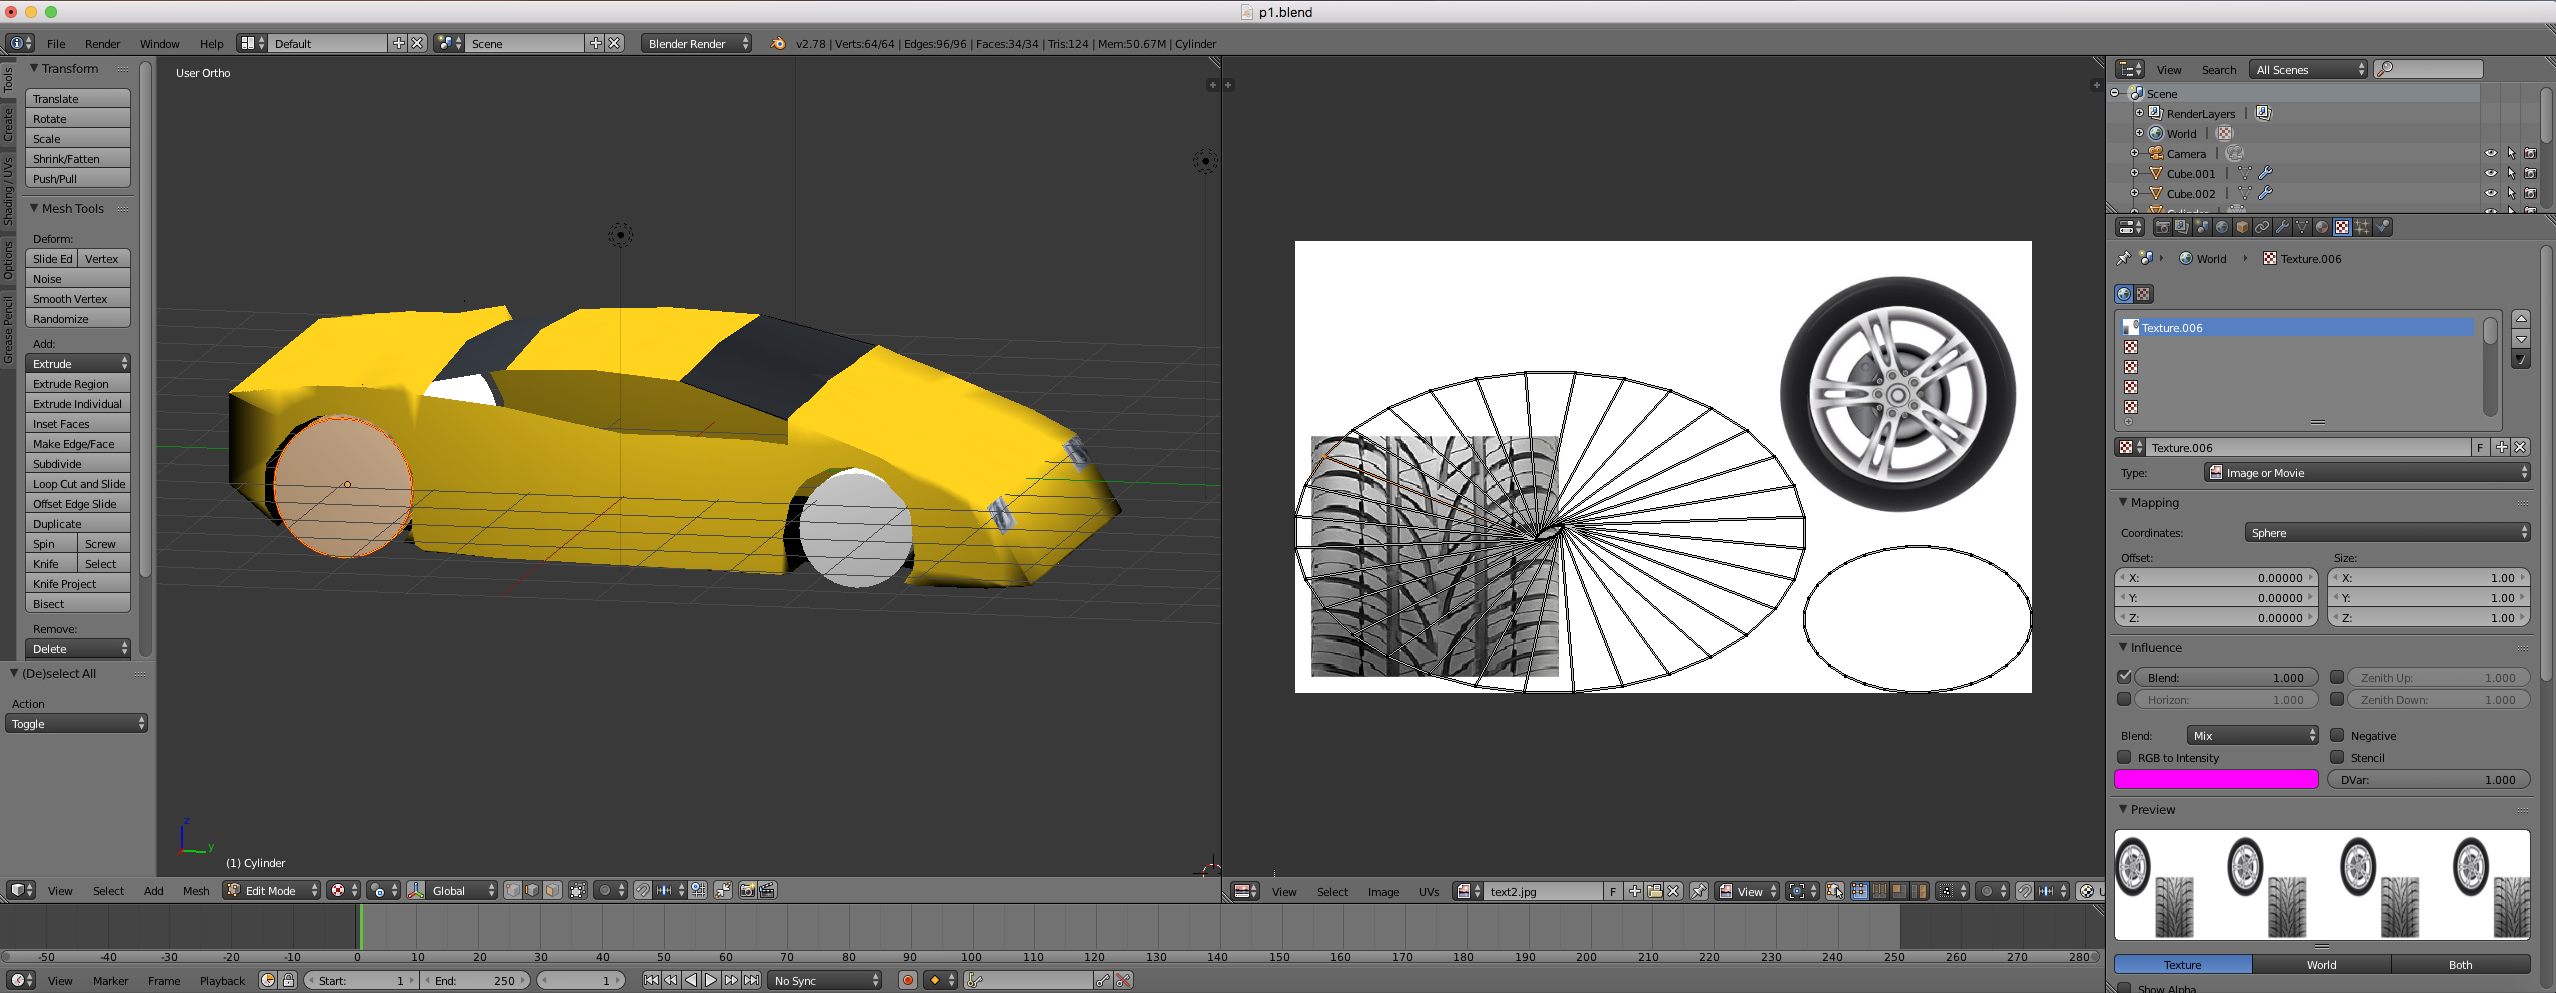 p1.blend
File Render Window Help Default Scene Blender Render v2.78 | Verts:64/64 | Edges:96/96 | Faces:34/34 | Tris:124 | Mem:50.67M | Cylinder
Tools
Create
Shading / UVs
Options
Grease Pencil
Transform
Translate
Rotate
Scale
Shrink/Fatten
Push/Pull
Mesh Tools
Deform:
Slide Ed Vertex
Noise
Smooth Vertex
Randomize
Add:
Extrude
Extrude Region
Extrude Individual
Inset Faces
Make Edge/Face
Subdivide
Loop Cut and Slide
Offset Edge Slide
Duplicate
Spin Screw
Knife Select
Knife Project
Bisect
Remove:
Delete
(De)select All
Action
Toggle
User Ortho
z
y
(1) Cylinder
View Select Add Mesh Edit Mode Global
View Select Image UVs text2.jpg F View
-50 -40 -30 -20 -10 0 10 20 30 40 50 60 70 80 90 100 110 120 130 140 150 160 170 180 190 200 210 220 230 240 250 260 270 280
View Marker Frame Playback Start: 1 End: 250 1 No Sync
View Search All Scenes
Scene
RenderLayers
World
Camera
Cube.001
Cube.002
World Texture.006
Texture.006
Texture.006 F
Type: Image or Movie
Mapping
Coordinates: Sphere
Offset: Size:
X: 0.00000 X: 1.00
Y: 0.00000 Y: 1.00
Z: 0.00000 Z: 1.00
Influence
Blend: 1.000 Zenith Up: 1.000
Horizon: 1.000 Zenith Down: 1.000
Blend: Mix Negative
RGB to Intensity Stencil
DVar: 1.000
Preview
Texture World Both
Show Alpha